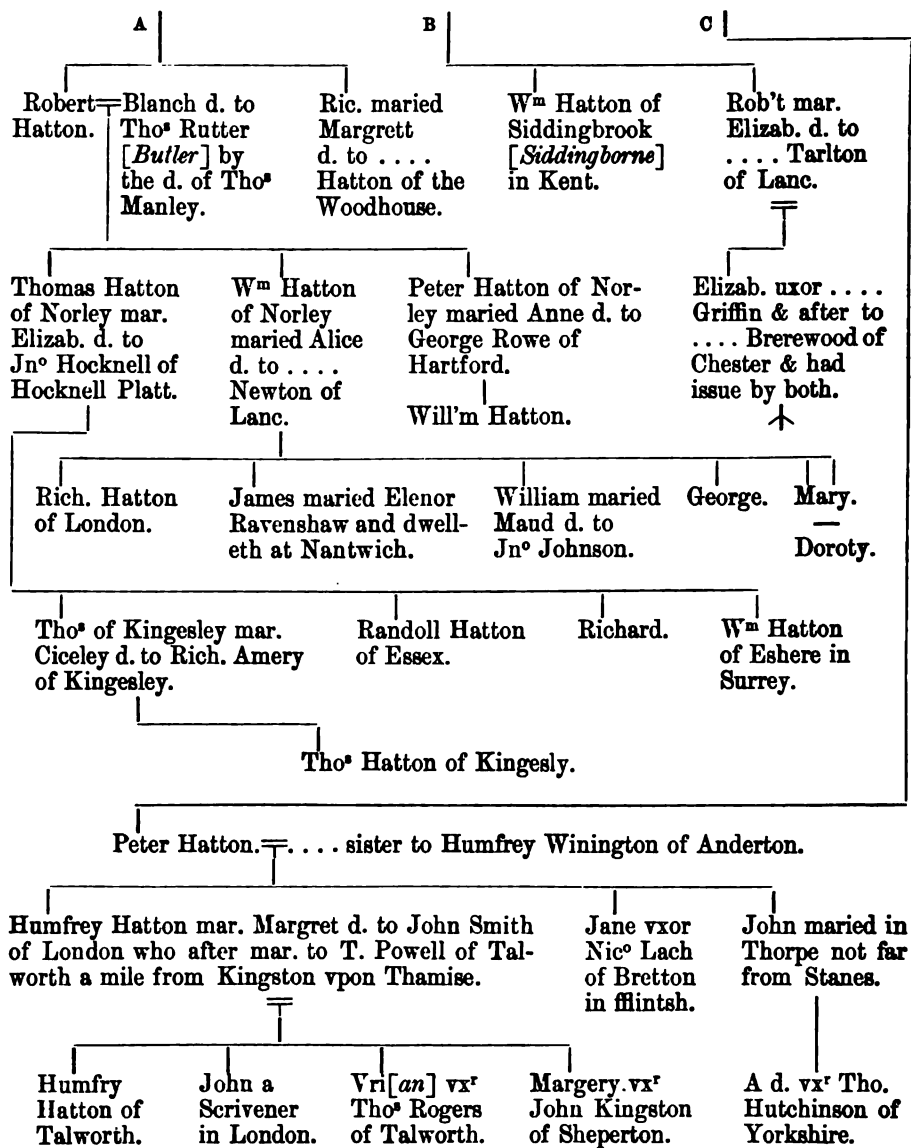 A
B
C
Robert
Hatton.
Blanch d. to
Thoˢ Rutter
[Butler] by
the d. of Thoˢ
Manley.
Ric. maried
Margrett
d. to ....
Hatton of the
Woodhouse.
Wᵐ Hatton of
Siddingbrook
[Siddingborne]
in Kent.
Rob't mar.
Elizab. d. to
.... Tarlton
of Lanc.
Thomas Hatton
of Norley mar.
Elizab. d. to
Jnº Hocknell of
Hocknell Platt.
Wᵐ Hatton
of Norley
married Alice
d. to ....
Newton of
Lanc.
Peter Hatton of Nor-
ley married Anne d. to
George Rowe of
Hartford.
Will'm Hatton.
Elizab. uxor ....
Griffin & after to
.... Brerewood of
Chester & had
issue by both.
Rich. Hatton
of London.
James maried Elenor
Ravenshaw and dwell-
eth at Nantwich.
William maried
Maud d. to
Jnº Johnson.
George.
Mary.
—
Doroty.
Thoˢ of Kingesley mar.
Ciceley d. to Rich. Amery
of Kingesley.
Randoll Hatton
of Essex.
Richard.
Wᵐ Hatton
of Eshere in
Surrey.
Thoˢ Hatton of Kingesly.
Peter Hatton. .... sister to Humfrey Winington of Anderton.
Humfrey Hatton mar. Margret d. to John Smith
of London who after mar. to T. Powell of Tal-
worth a mile from Kingston vpon Thamise.
Jane vxor
Nicº Lach
of Bretton
in fflintsh.
John maried in
Thorpe not far
from Stanes.
Humfry
Hatton of
Talworth.
John a
Scrivener
in London.
Vri[an] vxʳ
Thoˢ Rogers
of Talworth.
Margery vxʳ
John Kingston
of Sheperton.
A d. vxʳ Tho.
Hutchinson of
Yorkshire.